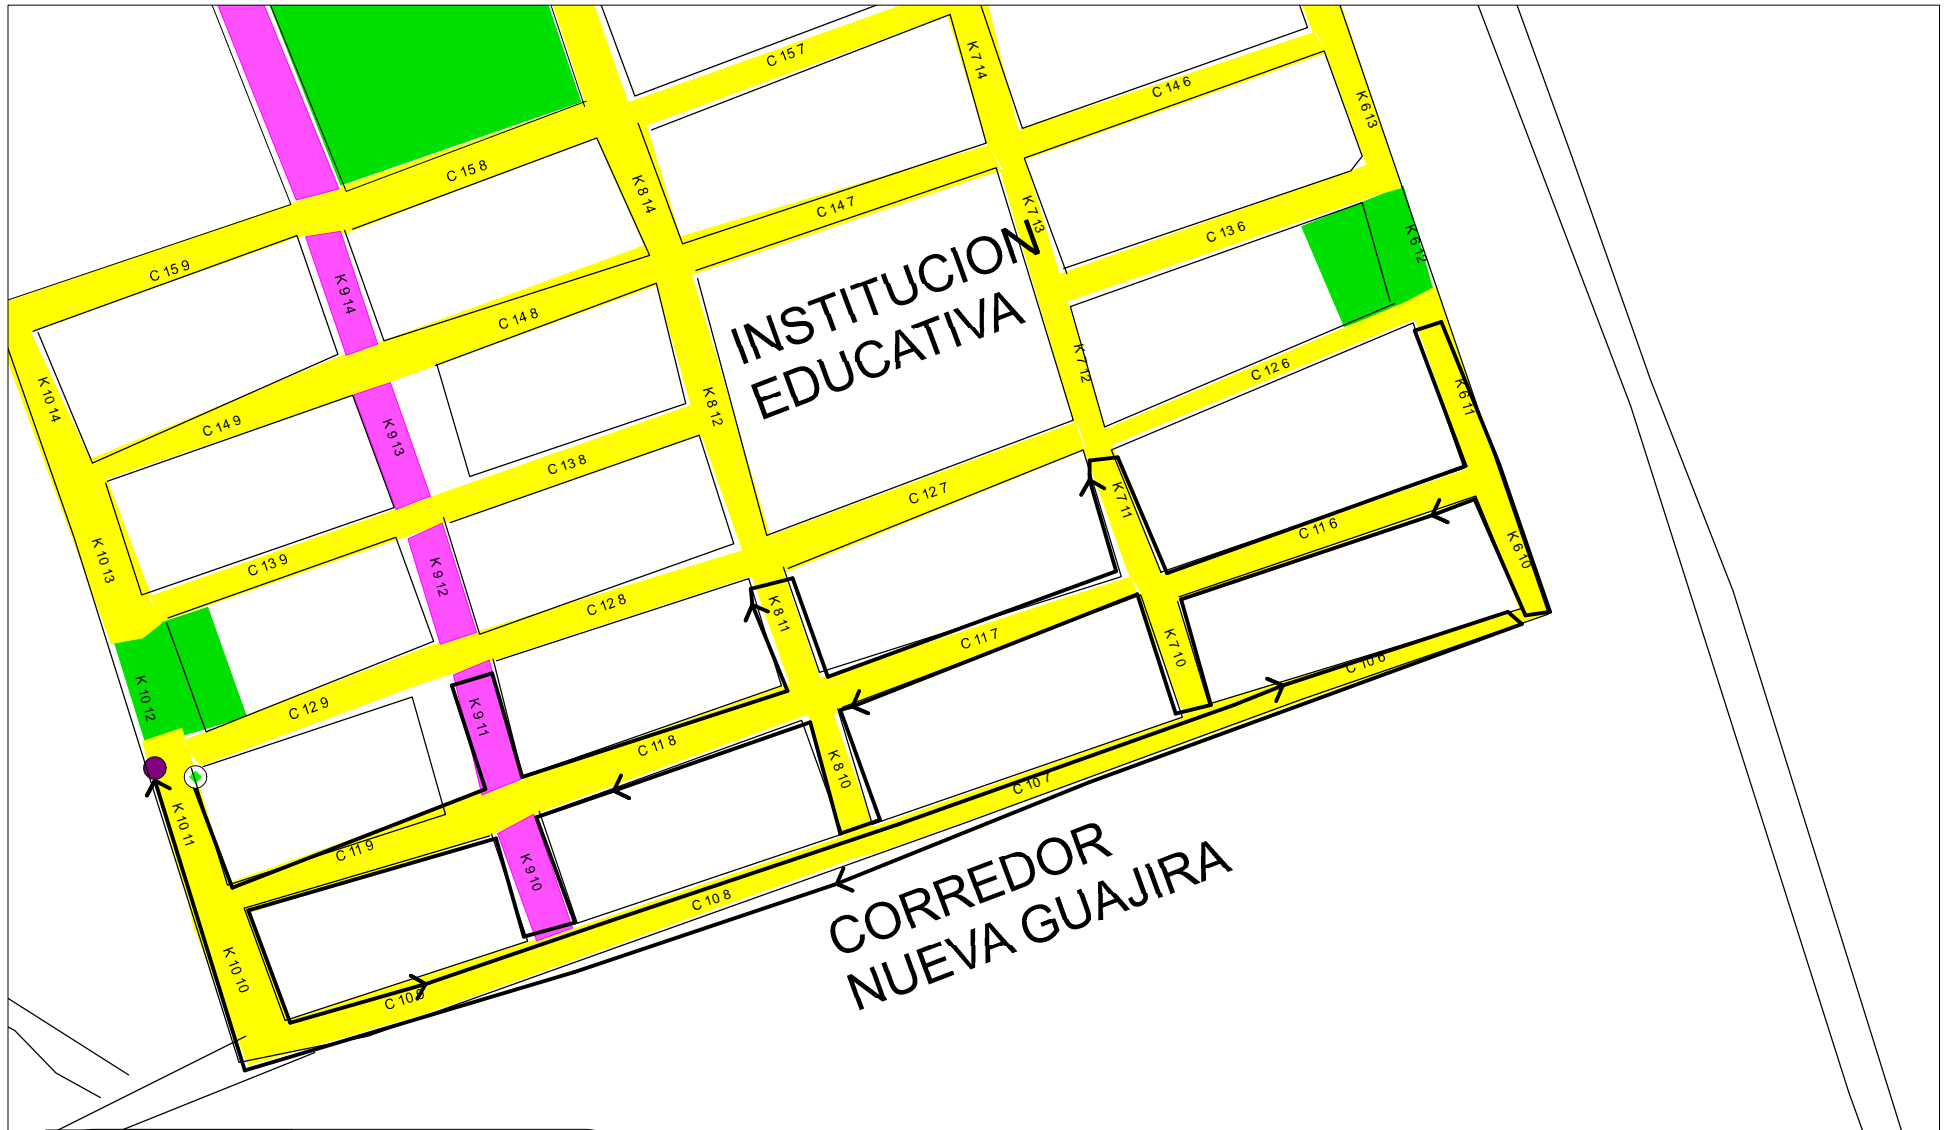 C 15 7
K 7 14
C 14 6
K 6 13
C 15 8
K 8 14
C 14 7
K 7 13
C 13 6
K 6 12
C 15 9
K 9 14
C 14 8
INSTITUCION
EDUCATIVA
K 7 12
C 12 6
K 6 11
K 10 14
C 14 9
K 9 13
K 8 12
C 13 8
C 12 7
K 7 11
C 11 6
K 6 10
K 10 13
C 13 9
K 9 12
C 12 8
K 8 11
C 11 7
K 7 10
C 10 6
K 10 12
C 12 9
K 9 11
C 11 8
K 8 10
C 10 7
K 10 11
C 11 9
K 9 10
C 10 8
CORREDOR
NUEVA GUAJIRA
K 10 10
C 10 9